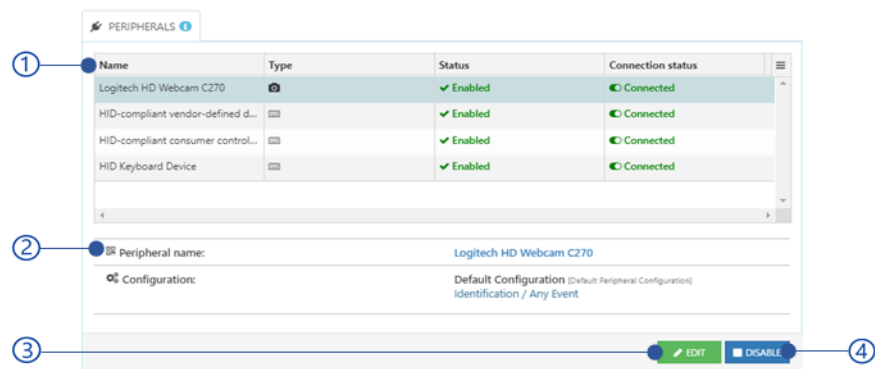 PERIPHERALS
1
Name Type Status Connection status
Logitech HD Webcam C270 Enabled Connected
HID-compliant vendor-defined d... Enabled Connected
HID-compliant consumer control... Enabled Connected
HID Keyboard Device Enabled Connected
2
Peripheral name: Logitech HD Webcam C270
Configuration: Default Configuration [Default Peripheral Configuration]
Identification / Any Event
3 EDIT DISABLE 4